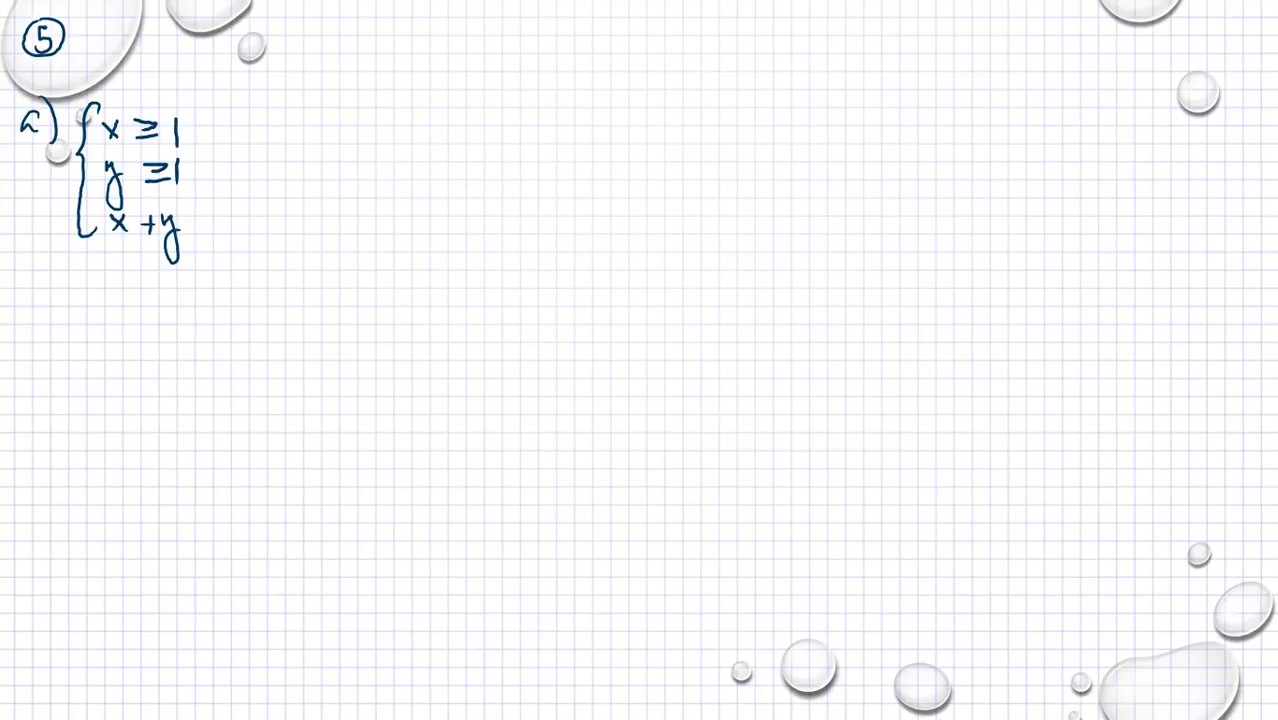 5
a) { x ≥ 1
y ≥ 1
x + y